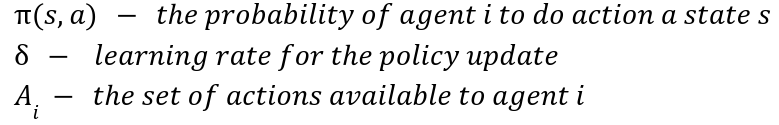 π(s, a) − the probability of agent i to do action a state s
δ − learning rate for the policy update
Aᵢ − the set of actions available to agent i